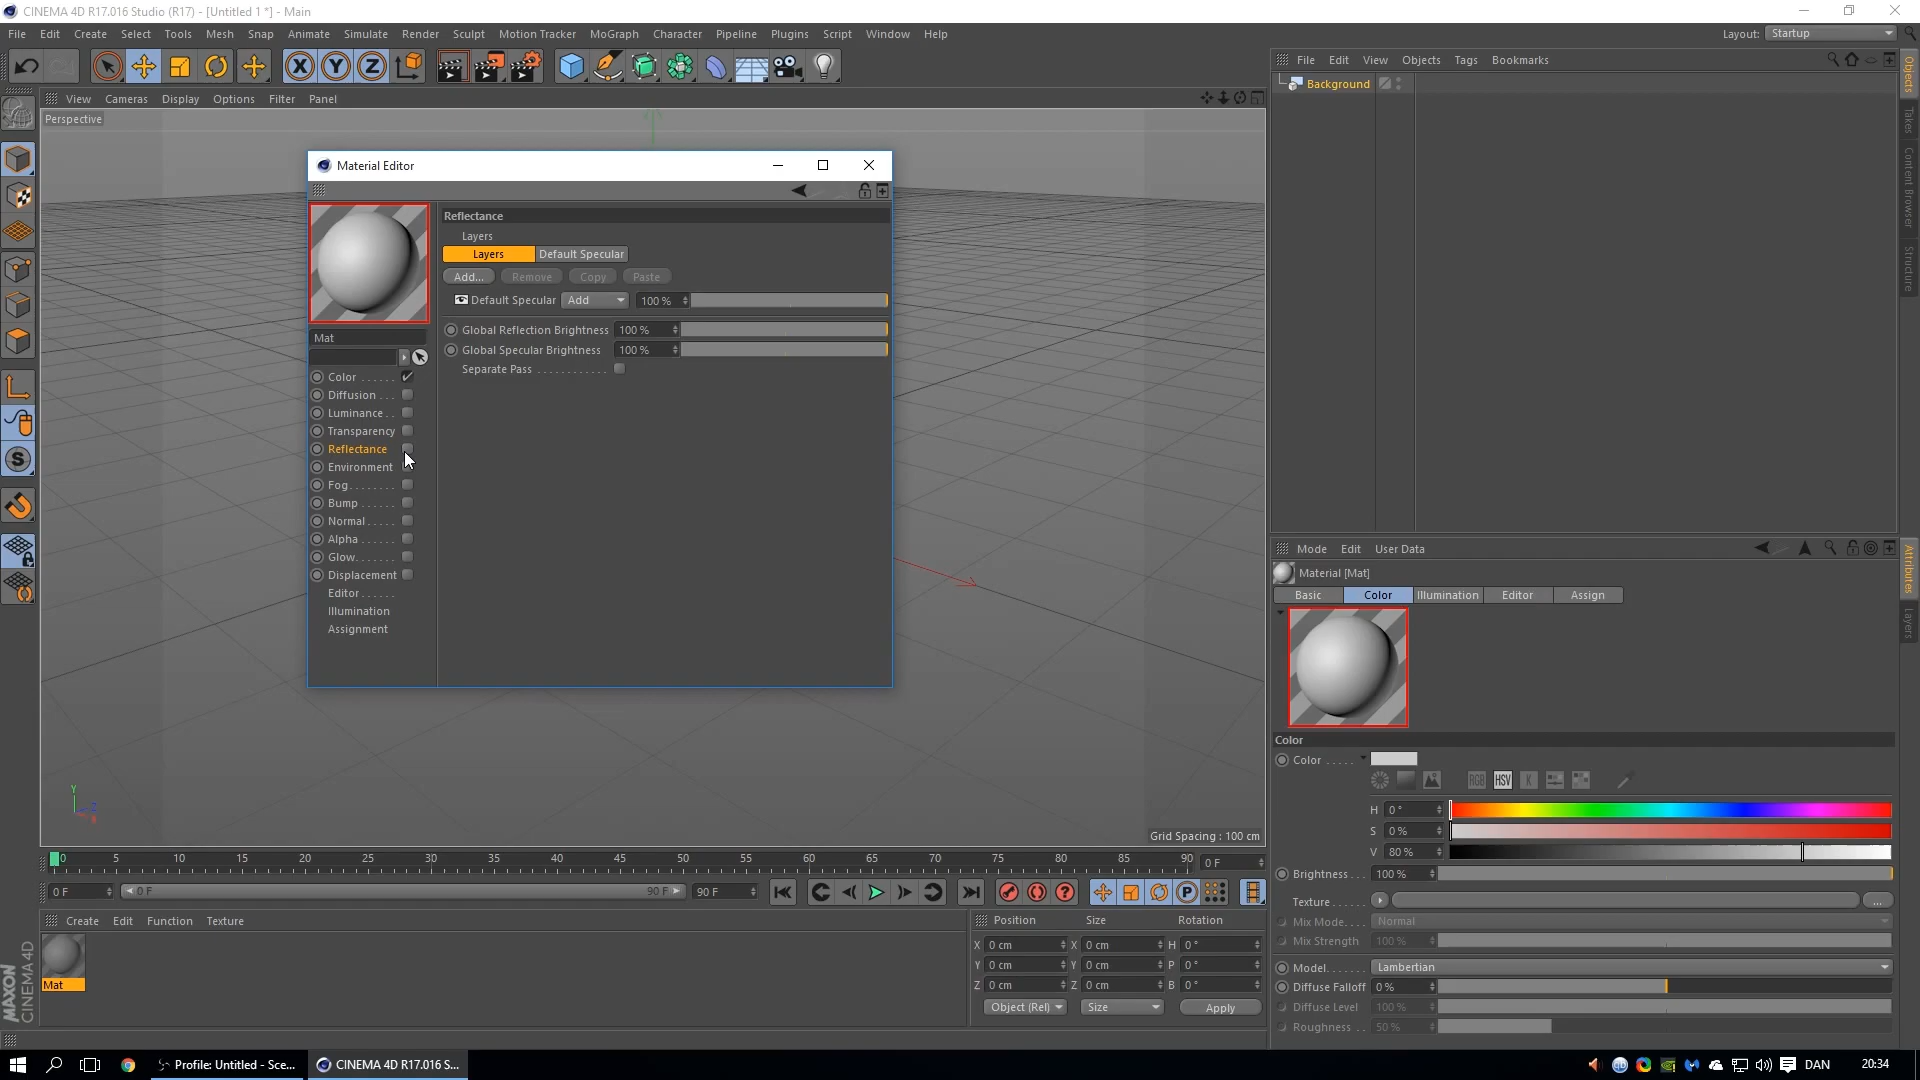 CINEMA 4D R17.016 Studio (R17) - [Untitled 1 *] - Main
File Edit Create Select Tools Mesh Snap Animate Simulate Render Sculpt Motion Tracker MoGraph Character Pipeline Plugins Script Window Help
Layout: Startup
View Cameras Display Options Filter Panel
Perspective
Material Editor
Mat
Color ......
Diffusion ...
Luminance ..
Transparency
Reflectance
Environment
Fog ........
Bump ......
Normal .....
Alpha ......
Glow .......
Displacement
Editor ......
Illumination
Assignment
Reflectance
Layers
Layers Default Specular
Add... Remove Copy Paste
Default Specular Add 100 %
Global Reflection Brightness 100 %
Global Specular Brightness 100 %
Separate Pass ............
Y Z X
Grid Spacing : 100 cm
0 5 10 15 20 25 30 35 40 45 50 55 60 65 70 75 80 85 90 0 F
0 F 0 F 90 F 90 F
Create Edit Function Texture
Mat
MAXON CINEMA 4D
Position Size Rotation
X 0 cm X 0 cm H 0 °
Y 0 cm Y 0 cm P 0 °
Z 0 cm Z 0 cm B 0 °
Object (Rel) Size Apply
File Edit View Objects Tags Bookmarks
Background
Objects
Takes
Content Browser
Structure
Mode Edit User Data
Material [Mat]
Basic Color Illumination Editor Assign
Color
Color .....
RGB HSV K
H 0 °
S 0 %
V 80 %
Brightness ... 100 %
Texture ...... ...
Mix Mode.... Normal
Mix Strength 100 %
Model....... Lambertian
Diffuse Falloff 0 %
Diffuse Level 100 %
Roughness .. 50 %
Attributes
Layers
Profile: Untitled - Sce...
CINEMA 4D R17.016 S...
DAN
20:34